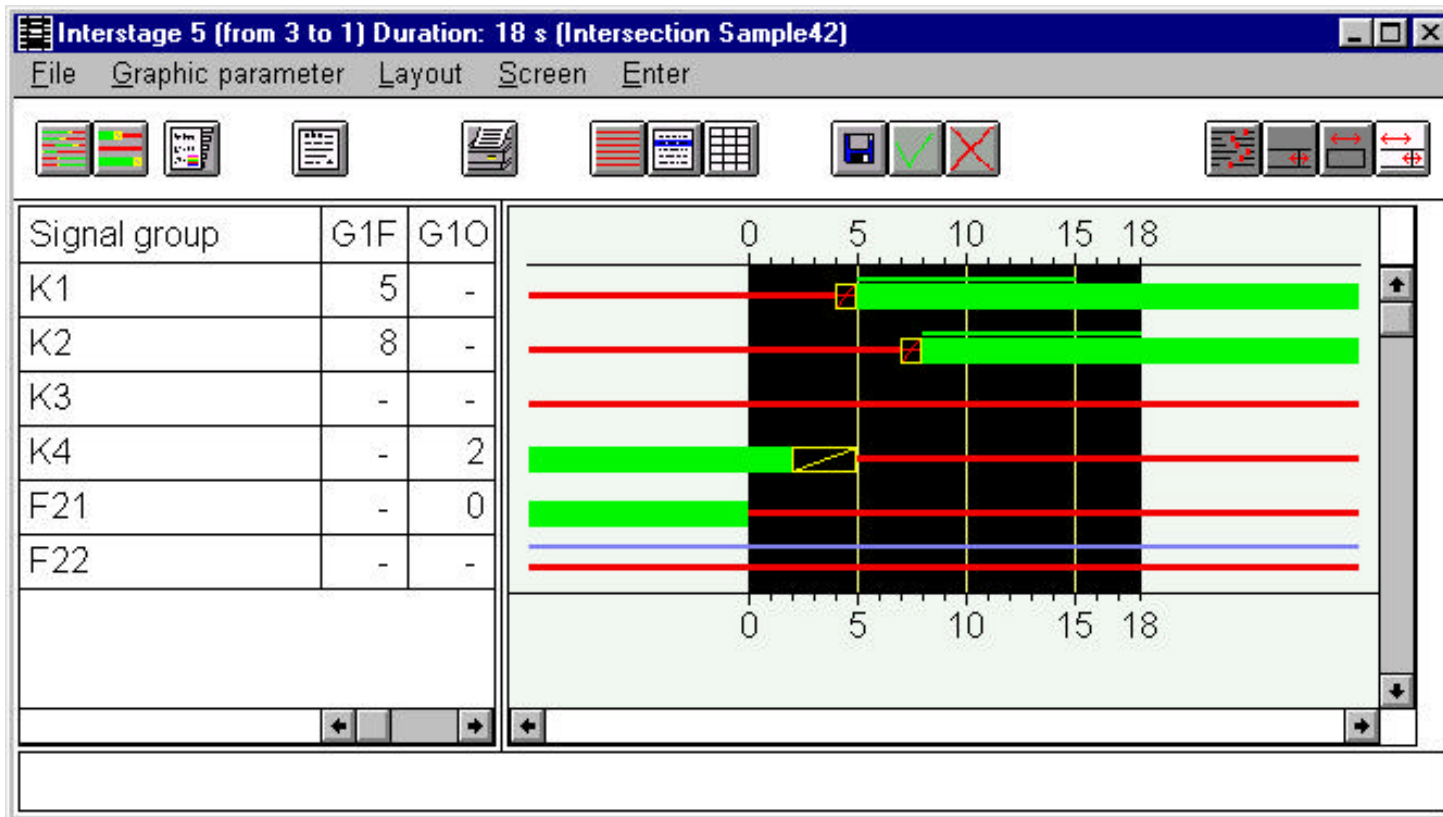 Interstage 5 (from 3 to 1) Duration: 18 s (Intersection Sample42)
File Graphic parameter Layout Screen Enter
Signal group G1F G1O 0 5 10 15 18
K1 5 -
K2 8 -
K3 - -
K4 - 2
F21 - 0
F22 - -
0 5 10 15 18